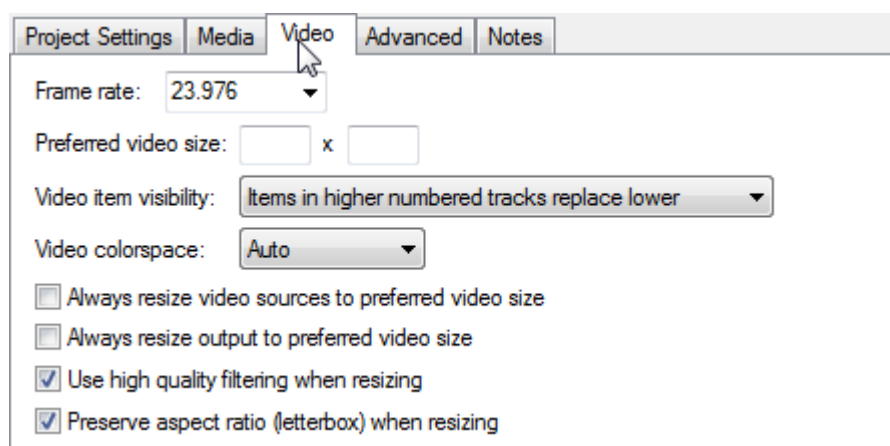 Project Settings Media Video Advanced Notes
Frame rate: 23.976
Preferred video size: x
Video item visibility: Items in higher numbered tracks replace lower
Video colorspace: Auto
Always resize video sources to preferred video size
Always resize output to preferred video size
Use high quality filtering when resizing
Preserve aspect ratio (letterbox) when resizing